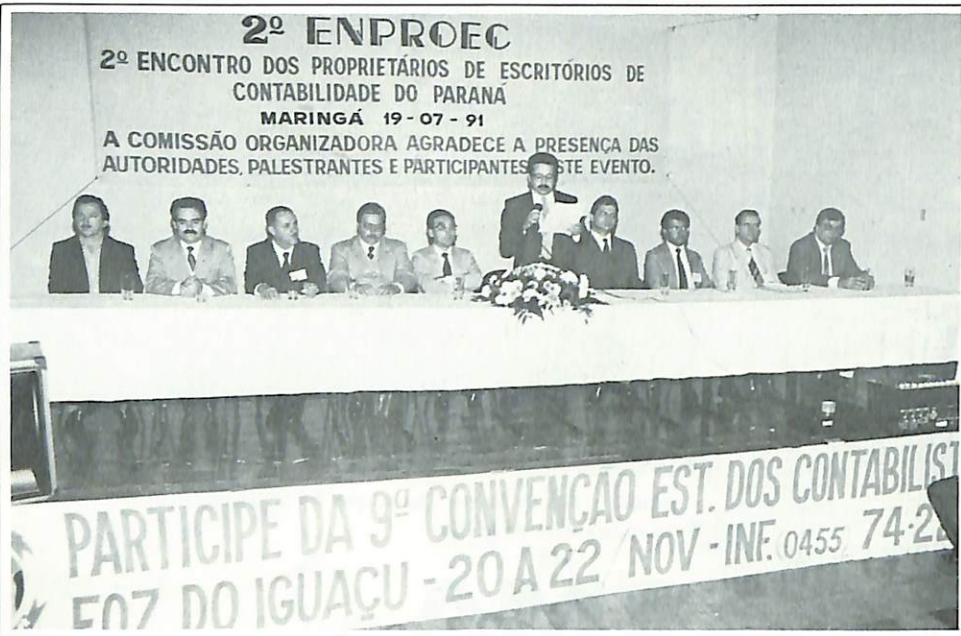 2º ENPROEC
2º ENCONTRO DOS PROPRIETÁRIOS DE ESCRITÓRIOS DE
CONTABILIDADE DO PARANÁ
MARINGÁ 19-07-91
A COMISSÃO ORGANIZADORA AGRADECE A PRESENÇA DAS
AUTORIDADES, PALESTRANTES E PARTICIPANTES STE EVENTO.
PARTICIPE DA 9ª CONVENÇÃO EST. DOS CONTABILIST
FOZ DO IGUAÇU - 20 A 22 NOV - INF. (0455) 74-2